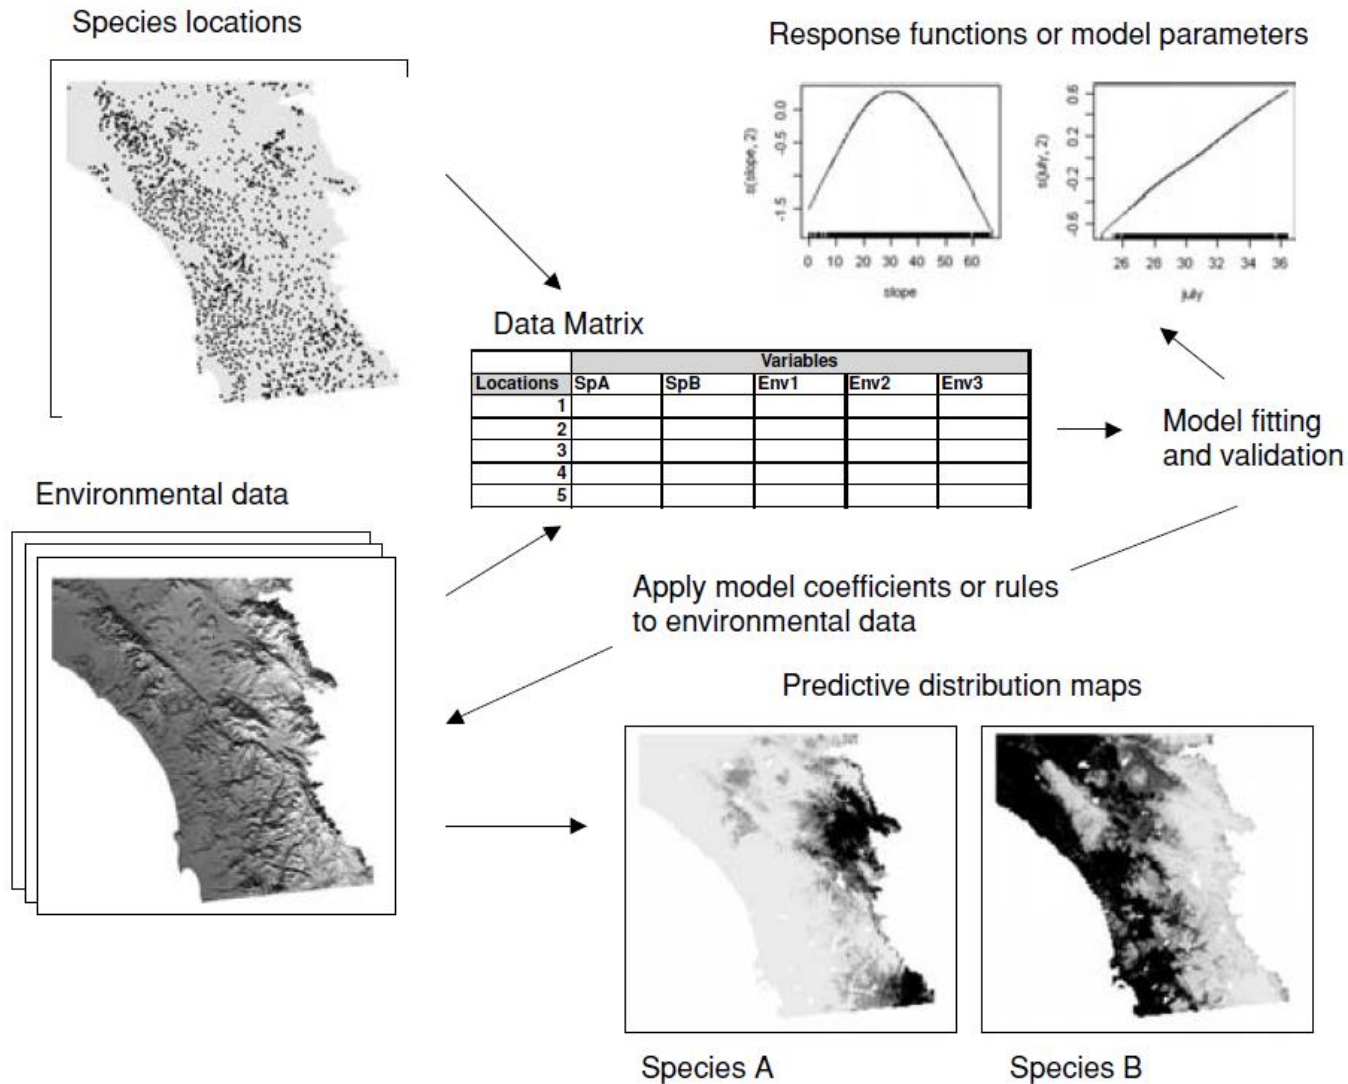 Species locations
Response functions or model parameters
s(slope, 2)
0.0
-0.5
-1.5
0 10 20 30 40 50 60
slope
s(july, 2)
0.6
0.2
-0.2
-0.6
26 28 30 32 34 36
july
Data Matrix
Variables
Locations SpA SpB Env1 Env2 Env3
1
2
3
4
5
Model fitting
and validation
Environmental data
Apply model coefficients or rules
to environmental data
Predictive distribution maps
Species A
Species B